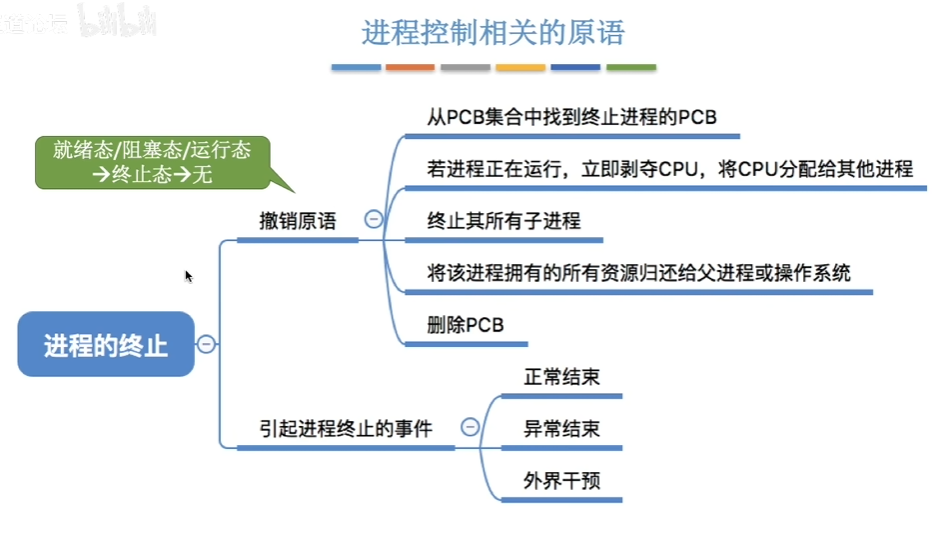 bilibili
进程控制相关的原语
就绪态/阻塞态/运行态
→终止态→无
从PCB集合中找到终止进程的PCB
若进程正在运行，立即剥夺CPU，将CPU分配给其他进程
撤销原语
终止其所有子进程
将该进程拥有的所有资源归还给父进程或操作系统
删除PCB
进程的终止
正常结束
引起进程终止的事件
异常结束
外界干预